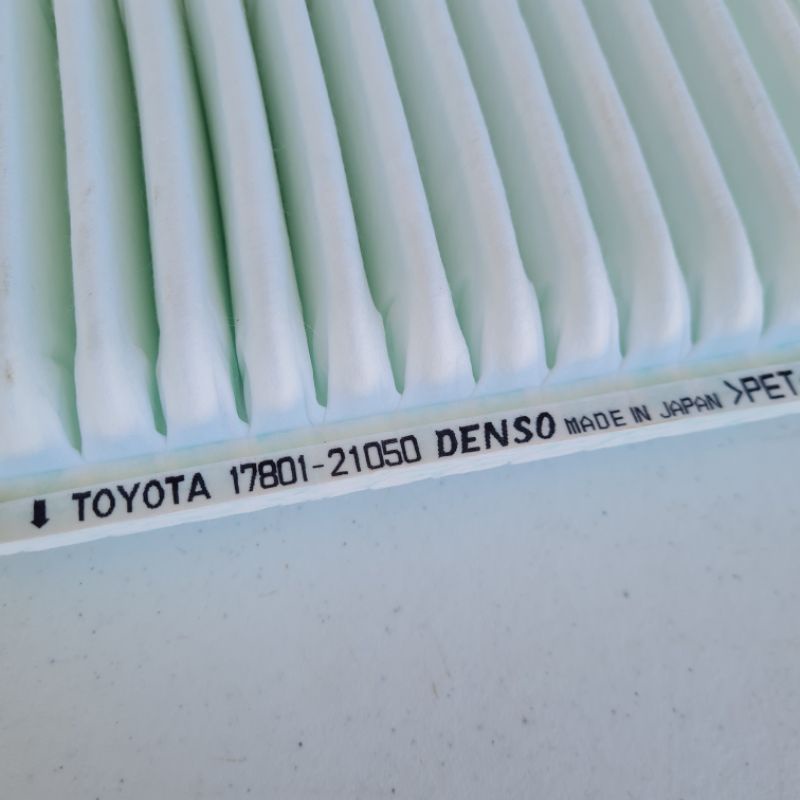 ⬇ TOYOTA 17801-21050 DENSO MADE IN JAPAN >PET